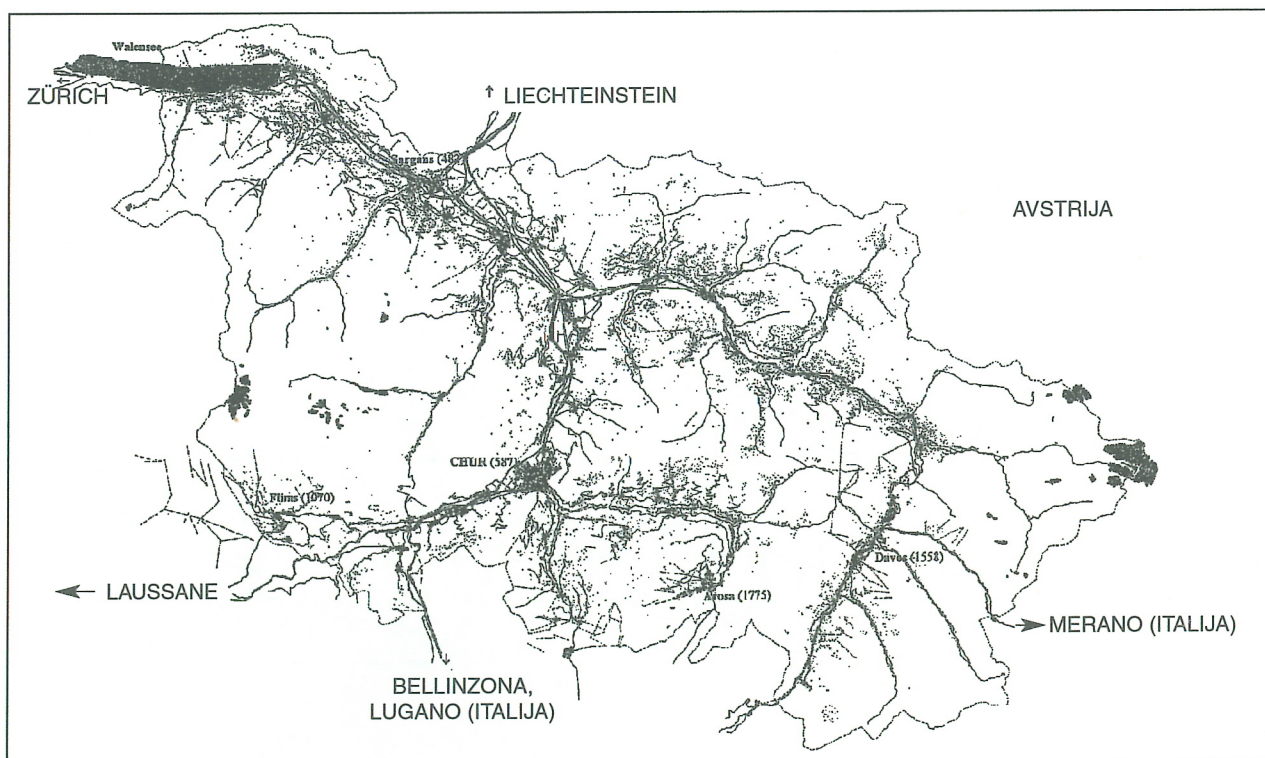 Walensee
ZÜRICH
↑ LIECHTEINSTEIN
Sargans (482)
AVSTRIJA
CHUR (587)
Flims (1070)
Davos (1558)
← LAUSSANE
Arosa (1775)
→ MERANO (ITALIJA)
BELLINZONA,
LUGANO (ITALIJA)